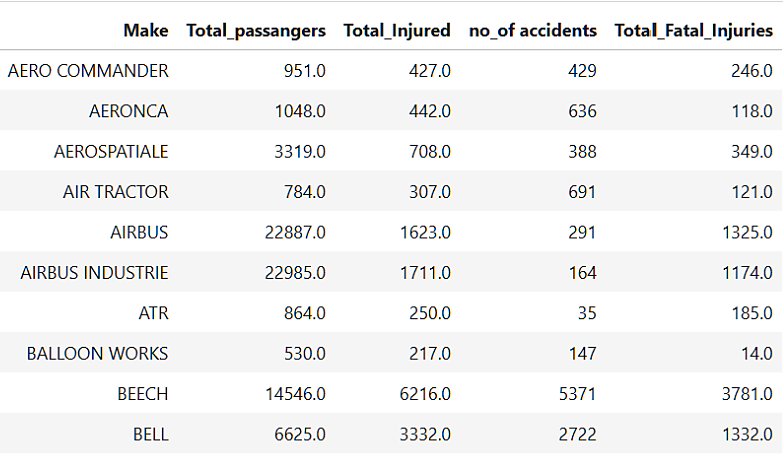 Make Total_passangers Total_Injured no_of accidents Total_Fatal_Injuries
AERO COMMANDER 951.0 427.0 429 246.0
AERONCA 1048.0 442.0 636 118.0
AEROSPATIALE 3319.0 708.0 388 349.0
AIR TRACTOR 784.0 307.0 691 121.0
AIRBUS 22887.0 1623.0 291 1325.0
AIRBUS INDUSTRIE 22985.0 1711.0 164 1174.0
ATR 864.0 250.0 35 185.0
BALLOON WORKS 530.0 217.0 147 14.0
BEECH 14546.0 6216.0 5371 3781.0
BELL 6625.0 3332.0 2722 1332.0